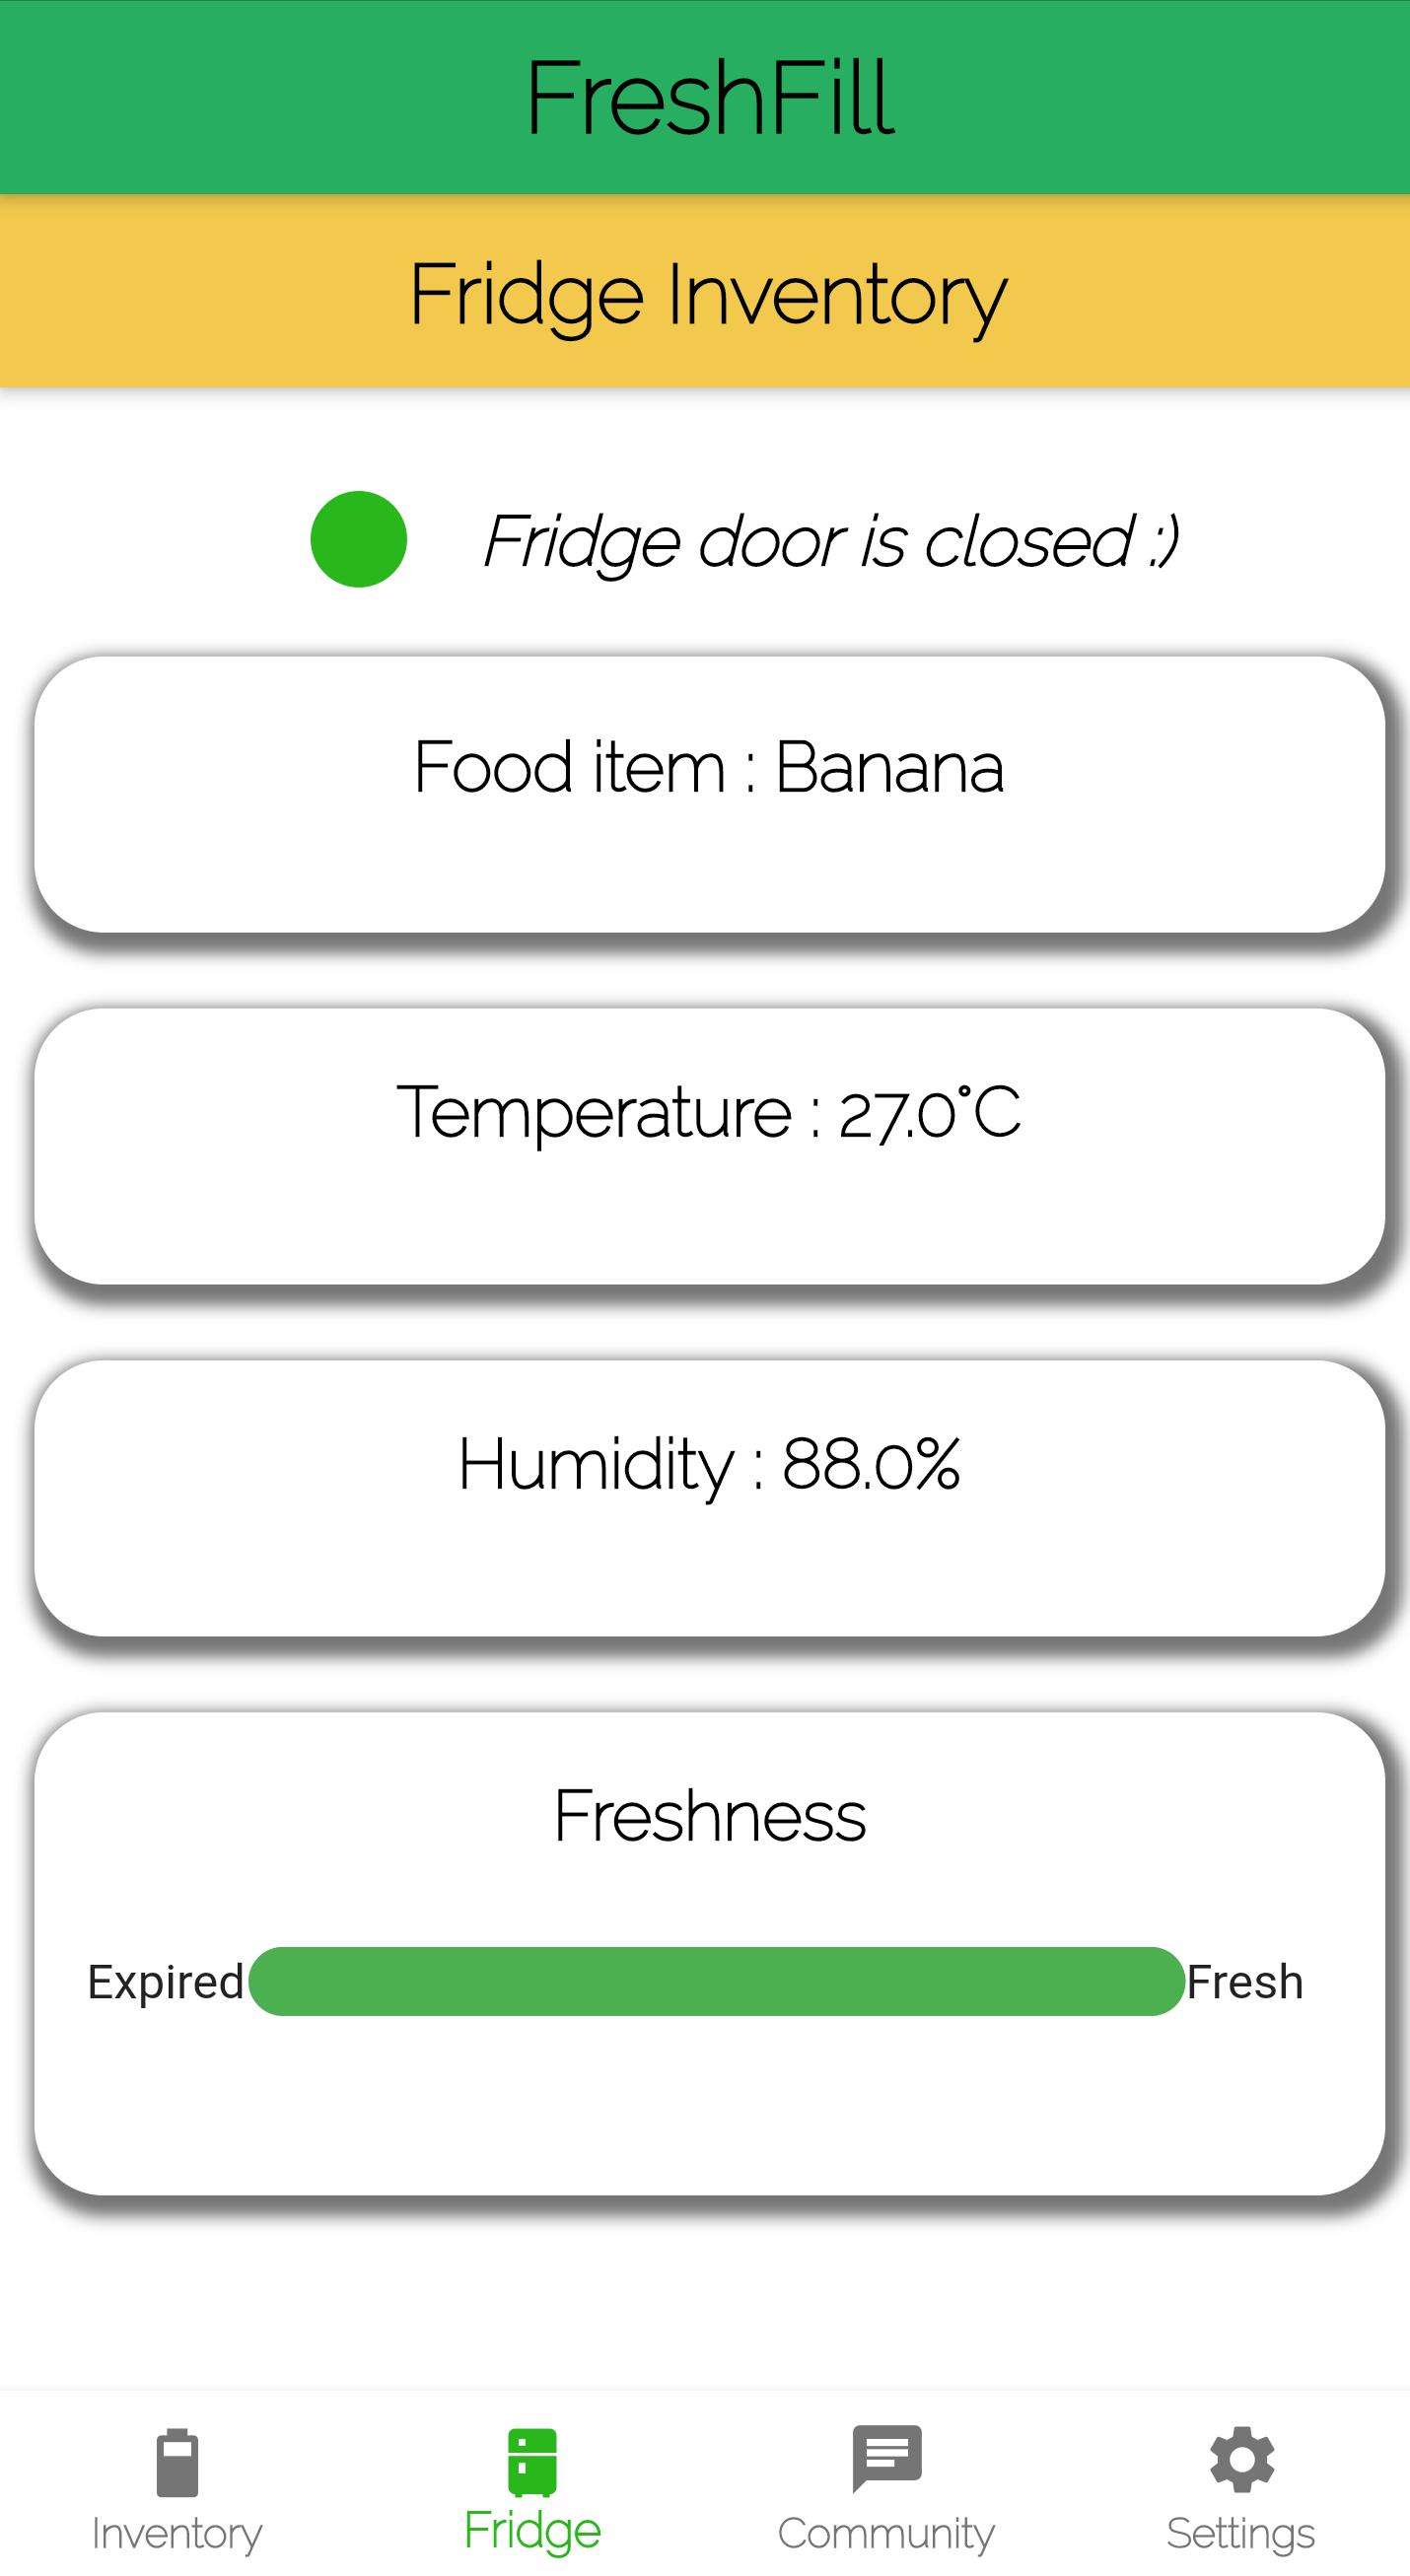 FreshFill
Fridge Inventory
Fridge door is closed :)
Food item : Banana
Temperature : 27.0°C
Humidity : 88.0%
Freshness
Expired Fresh
Inventory Fridge Community Settings